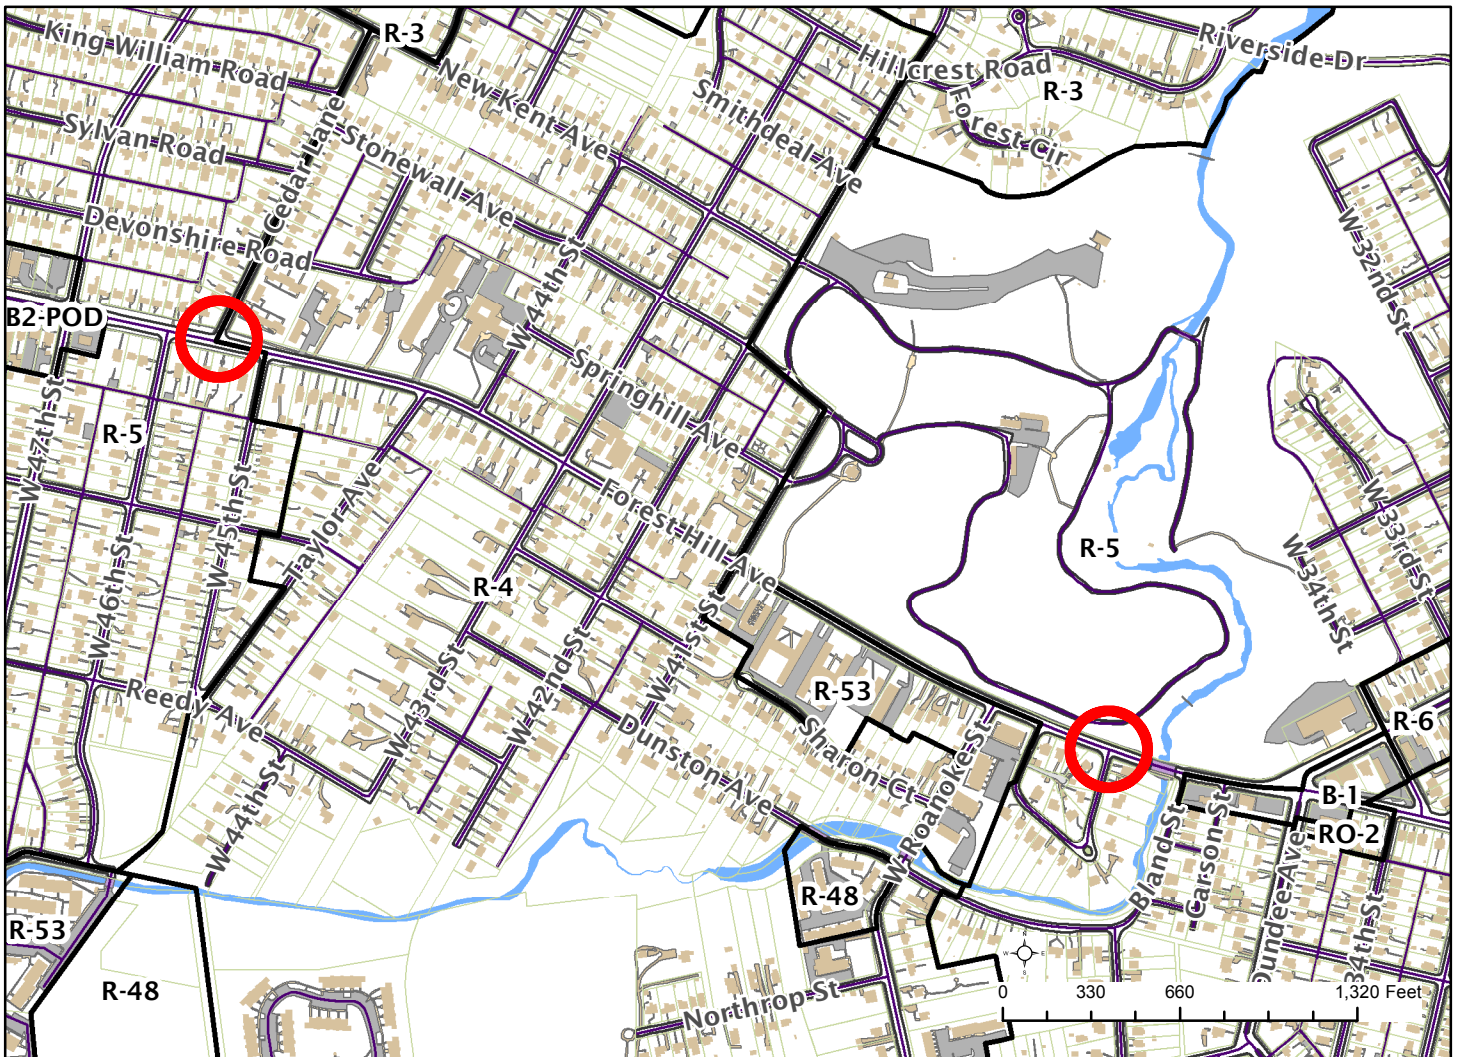 R-3
King William Road
Riverside Dr
Hillcrest Road
R-3
New Kent Ave
Smithdeal Ave
Forest Cir
Sylvan Road
Stonewall Ave
Cedar Lane
Devonshire Road
W 44th St
W 32nd St
B2-POD
Springhill Ave
W 47th St
R-5
W 45th St
Taylor Ave
Forest Hill Ave
R-5
W 33rd St
W 34th St
W 46th St
R-4
W 41st St
W 42nd St
W 43rd St
Reedy Ave
R-53
R-6
Dunston Ave
Sharon Ct
W Roanoke St
W 44th St
B-1
RO-2
Bland St
Carson St
Dundee Ave
34th St
R-48
R-53
R-48
Northrop St
N
W E
S
0 330 660 1,320 Feet